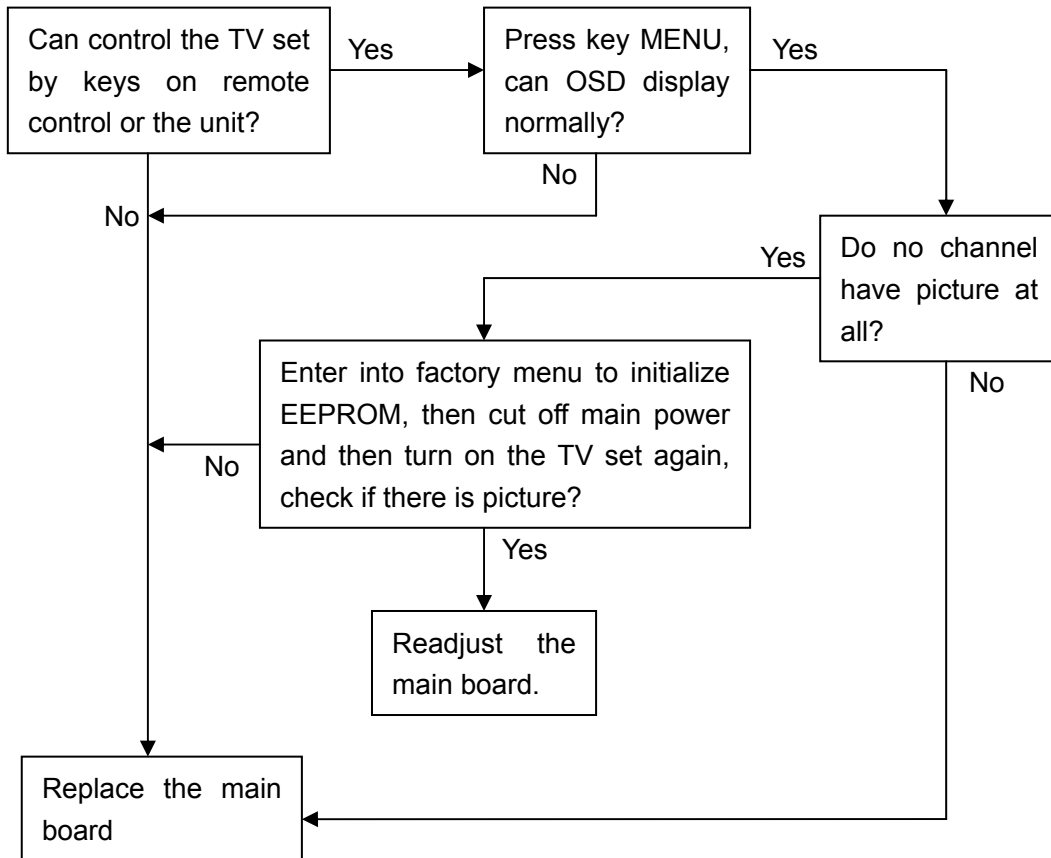 Can control the TV set
by keys on remote
control or the unit?
Yes
Press key MENU,
can OSD display
normally?
Yes
No
No
Do no channel
have picture at
all?
Yes
No
Enter into factory menu to initialize
EEPROM, then cut off main power
and then turn on the TV set again,
check if there is picture?
No
Yes
Readjust the
main board.
Replace the main
board